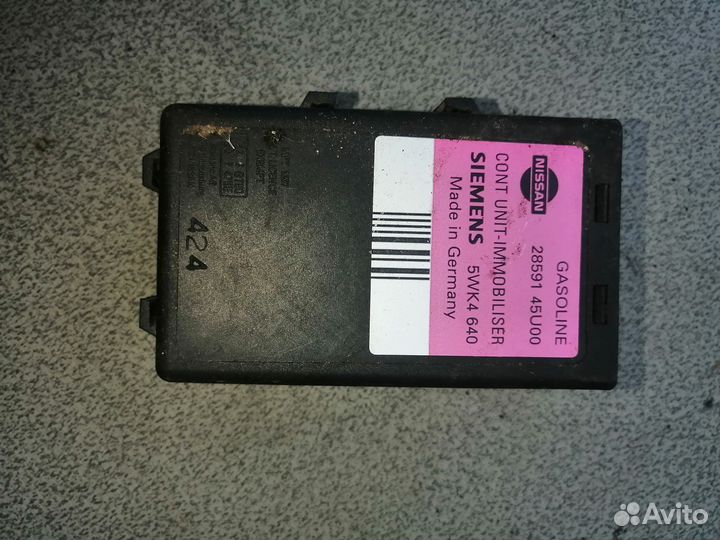 GASOLINE
NISSAN
28591 45U00
CONT UNIT-IMMOBILISER
SIEMENS 5WK4 640
Made in Germany
424
Avito